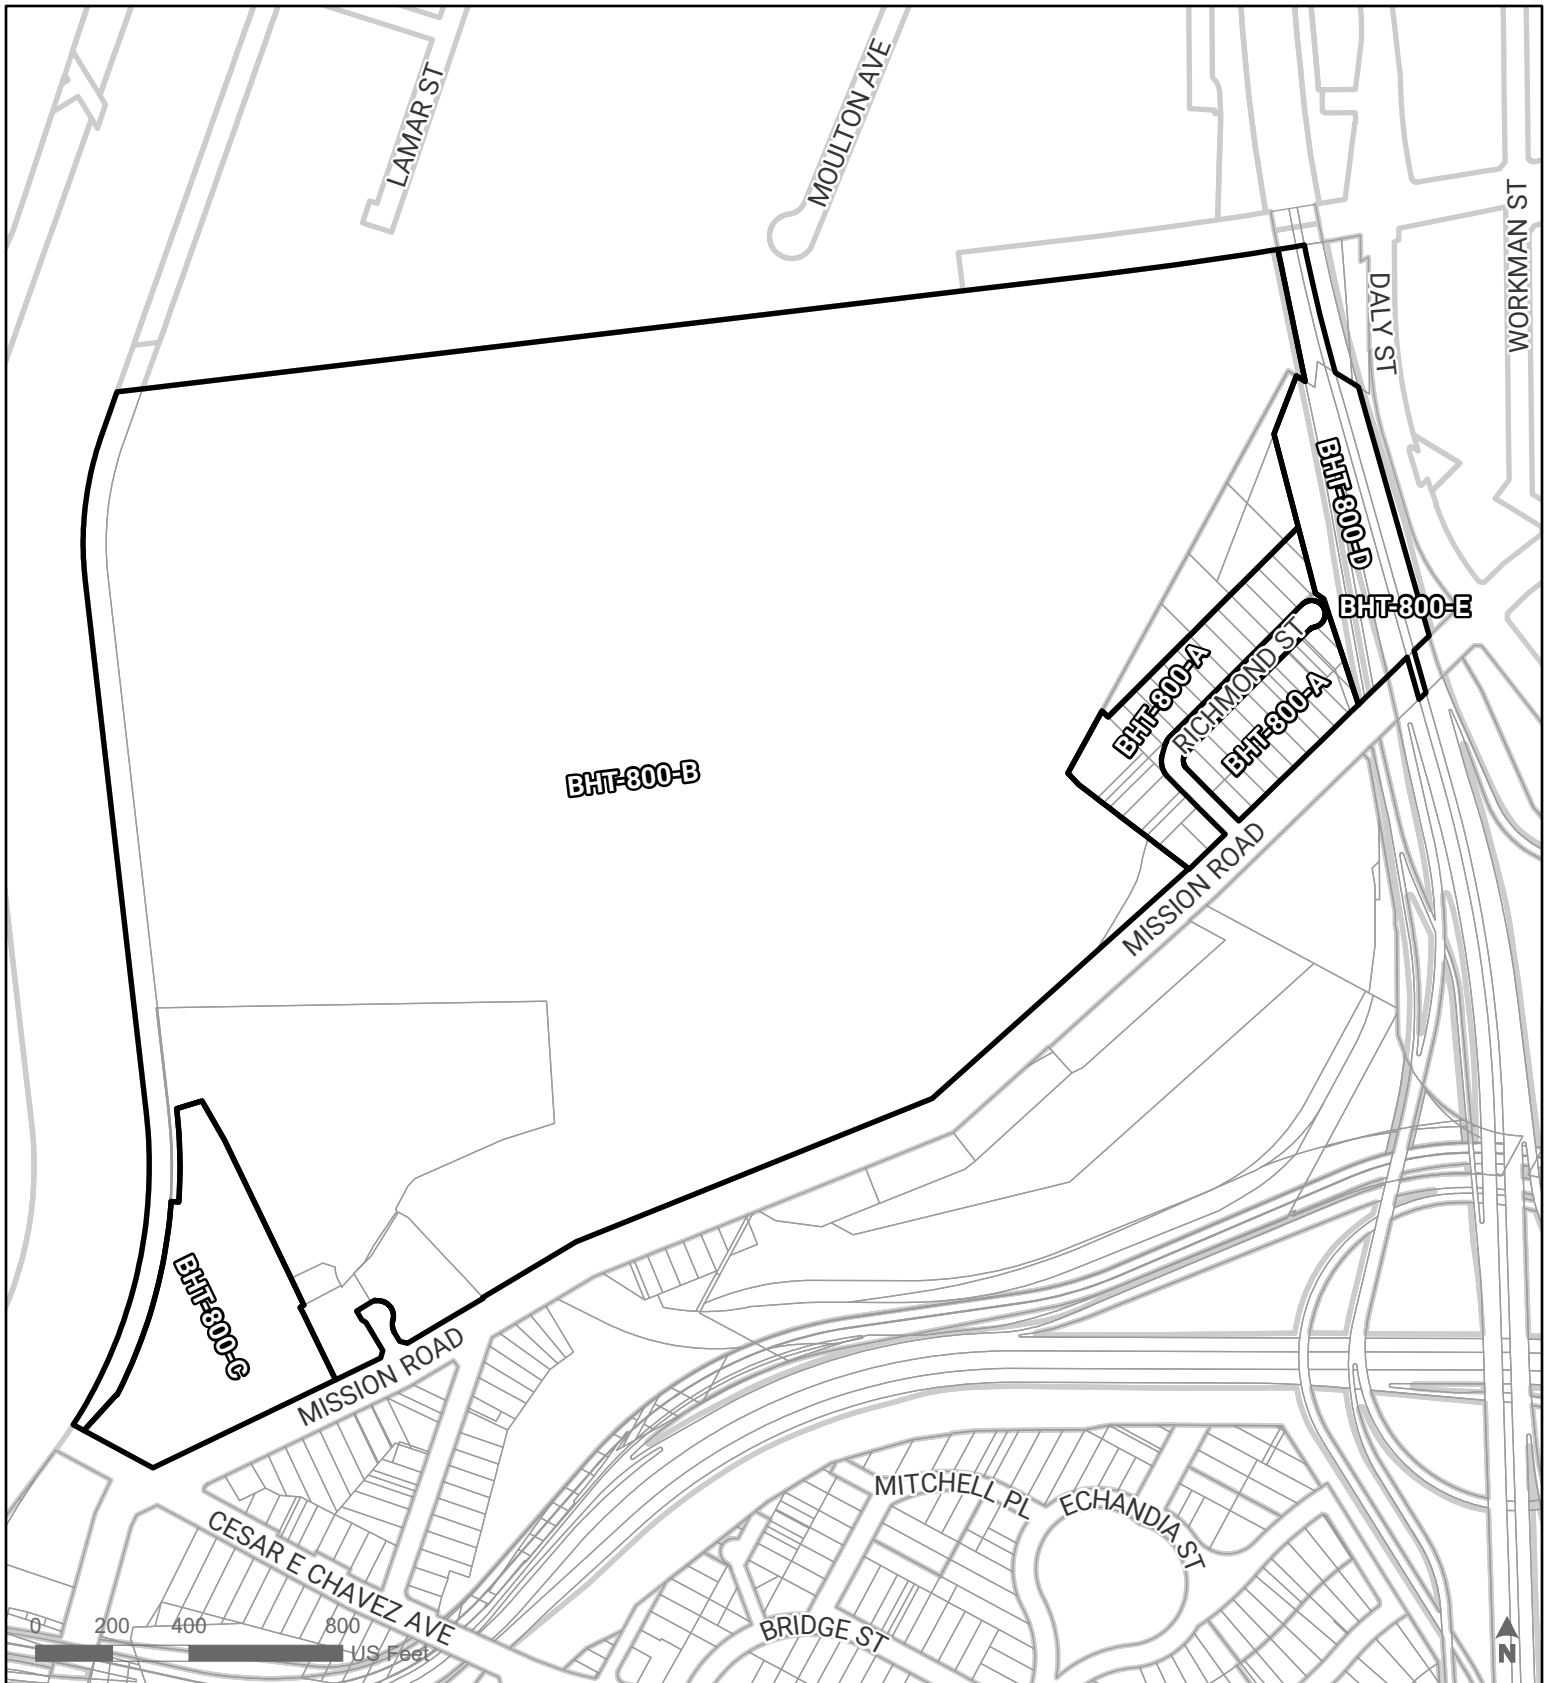 LAMAR ST
MOULTON AVE
WORKMAN ST
DALY ST
BHT-800-D
BHT-800-E
RICHMOND ST
BHT-800-A
BHT-800-A
BHT-800-B
MISSION ROAD
BHT-800-C
MISSION ROAD
MITCHELL PL
ECHANDIA ST
CESAR E CHAVEZ AVE
BRIDGE ST
0 200 400 800
US Feet
N